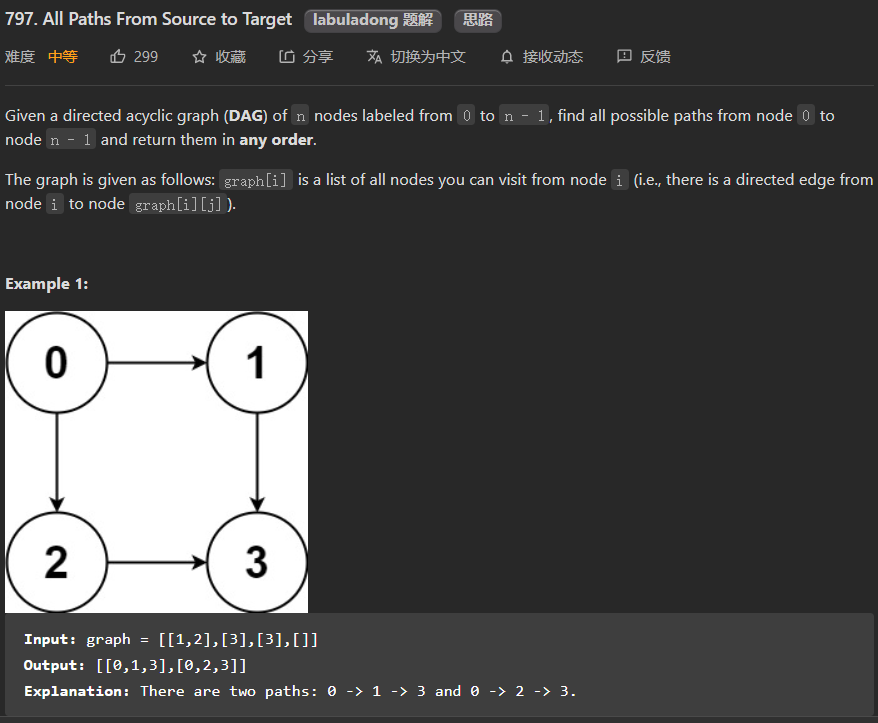 797. All Paths From Source to Target labuladong 题解 思路
难度 中等 299 收藏 分享 切换为中文 接收动态 反馈
Given a directed acyclic graph (DAG) of n nodes labeled from 0 to n - 1, find all possible paths from node 0 to
node n - 1 and return them in any order.
The graph is given as follows: graph[i] is a list of all nodes you can visit from node i (i.e., there is a directed edge from
node i to node graph[i][j]).
Example 1:
0 1
2 3
Input: graph = [[1,2],[3],[3],[]]
Output: [[0,1,3],[0,2,3]]
Explanation: There are two paths: 0 -> 1 -> 3 and 0 -> 2 -> 3.